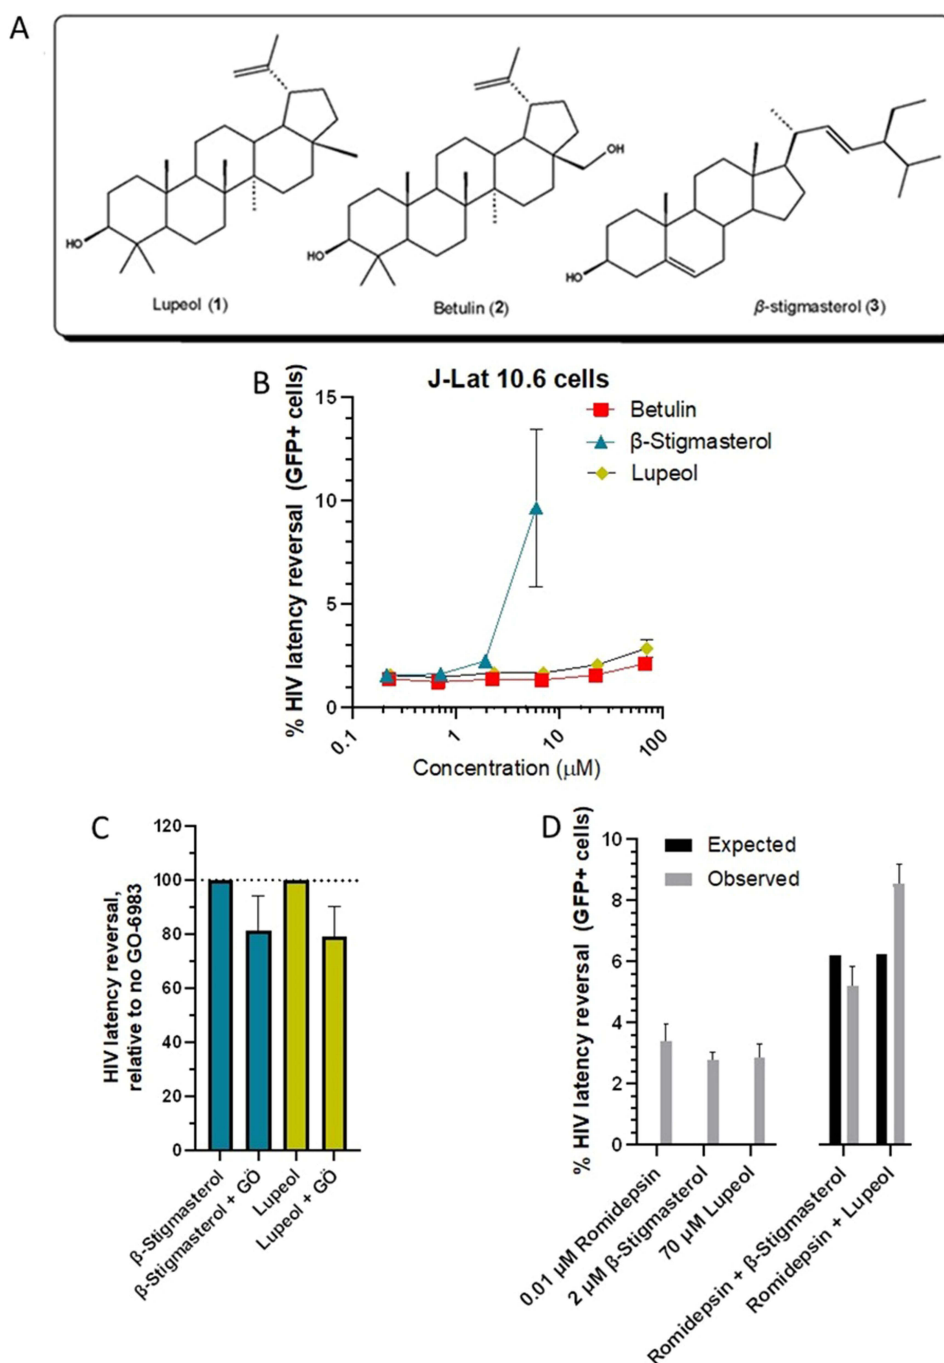 A
HO
Lupeol (1)
OH
HO
Betulin (2)
HO
β-stigmasterol (3)
B
J-Lat 10.6 cells
% HIV latency reversal (GFP+ cells)
15
10
5
0
0.1
1
10
100
Concentration (μM)
Betulin
β-Stigmasterol
Lupeol
C
HIV latency reversal,
relative to no GO-6983
120
100
80
60
40
20
0
β-Stigmasterol
β-Stigmasterol + GÖ
Lupeol
Lupeol + GÖ
D
% HIV latency reversal (GFP+ cells)
10
8
6
4
2
0
Expected
Observed
0.01 μM Romidepsin
2 μM β-Stigmasterol
70 μM Lupeol
Romidepsin + β-Stigmasterol
Romidepsin + Lupeol